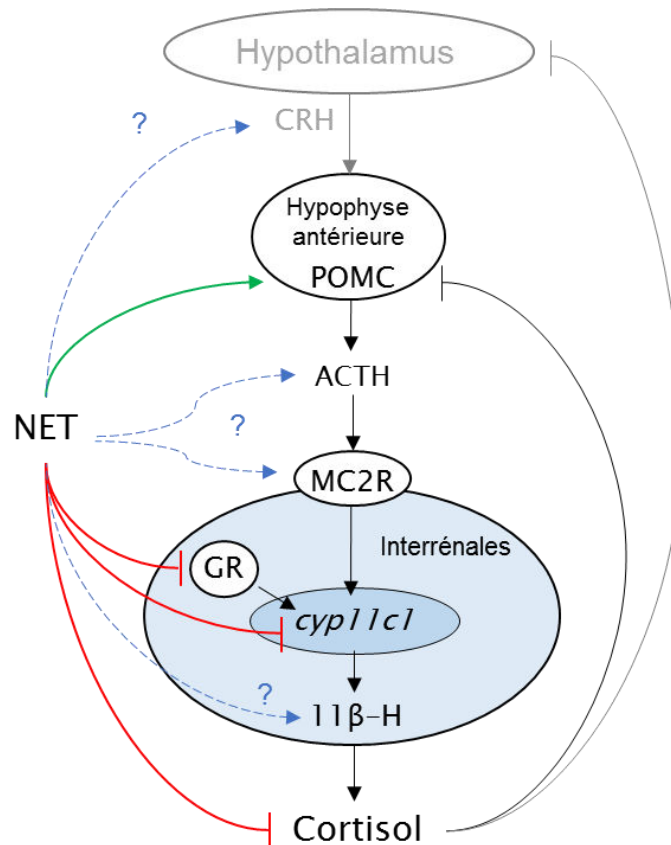 Hypothalamus
?
CRH
Hypophyse
antérieure
POMC
ACTH
NET
?
MC2R
Interrénales
GR
cyp11c1
?
11β-H
Cortisol